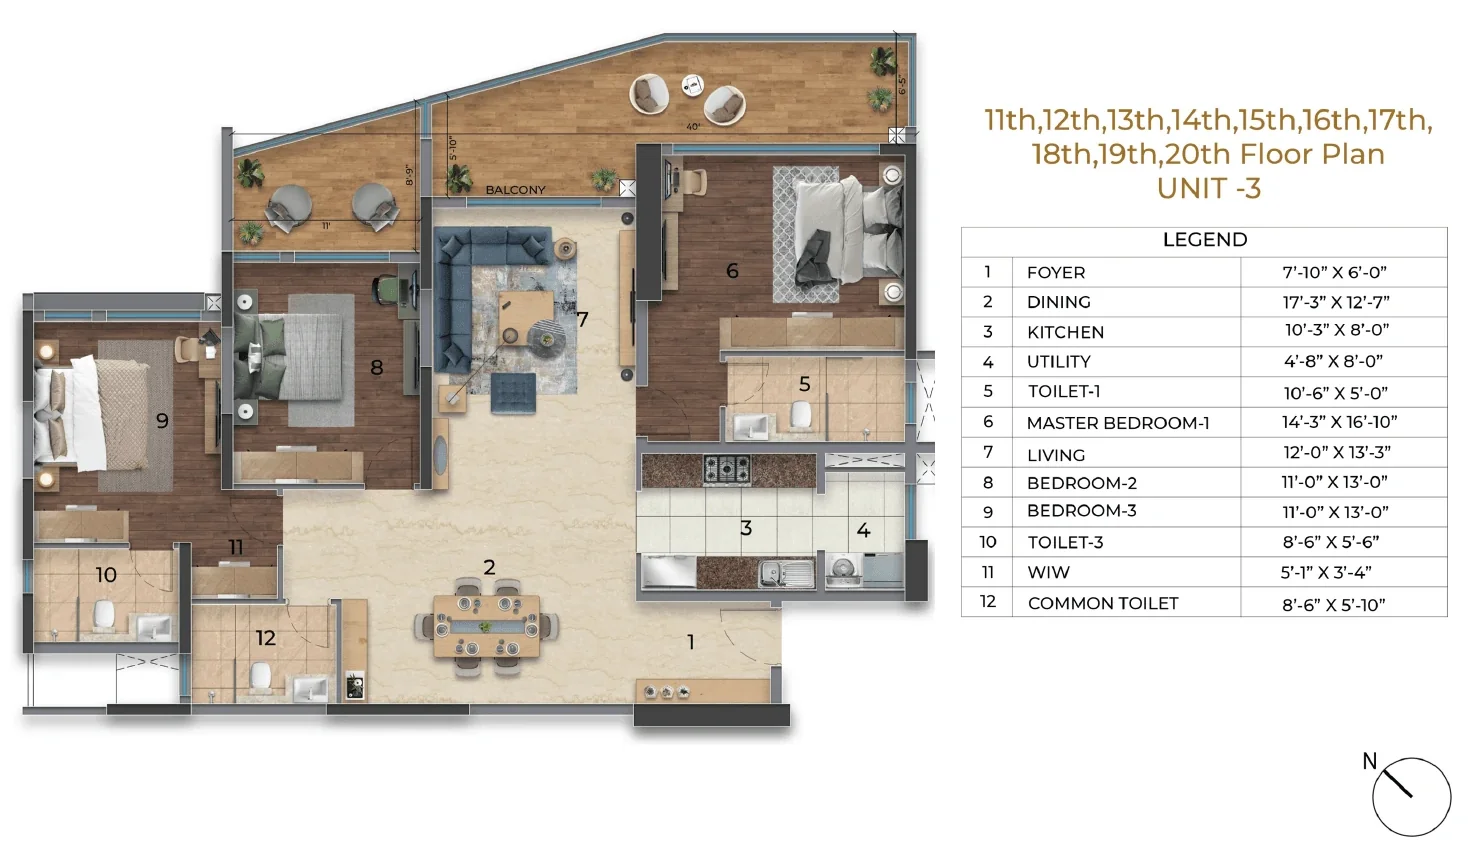 11th,12th,13th,14th,15th,16th,17th,
18th,19th,20th Floor Plan
UNIT -3
LEGEND
1 FOYER 7'-10" X 6'-0"
2 DINING 17'-3" X 12'-7"
3 KITCHEN 10'-3" X 8'-0"
4 UTILITY 4'-8" X 8'-0"
5 TOILET-1 10'-6" X 5'-0"
6 MASTER BEDROOM-1 14'-3" X 16'-10"
7 LIVING 12'-0" X 13'-3"
8 BEDROOM-2 11'-0" X 13'-0"
9 BEDROOM-3 11'-0" X 13'-0"
10 TOILET-3 8'-6" X 5'-6"
11 WIW 5'-1" X 3'-4"
12 COMMON TOILET 8'-6" X 5'-10"
6'-5"
40'
5'-10"
8'-9"
BALCONY
11'
6
7
8
5
9
3
4
11
2
10
12
1
N